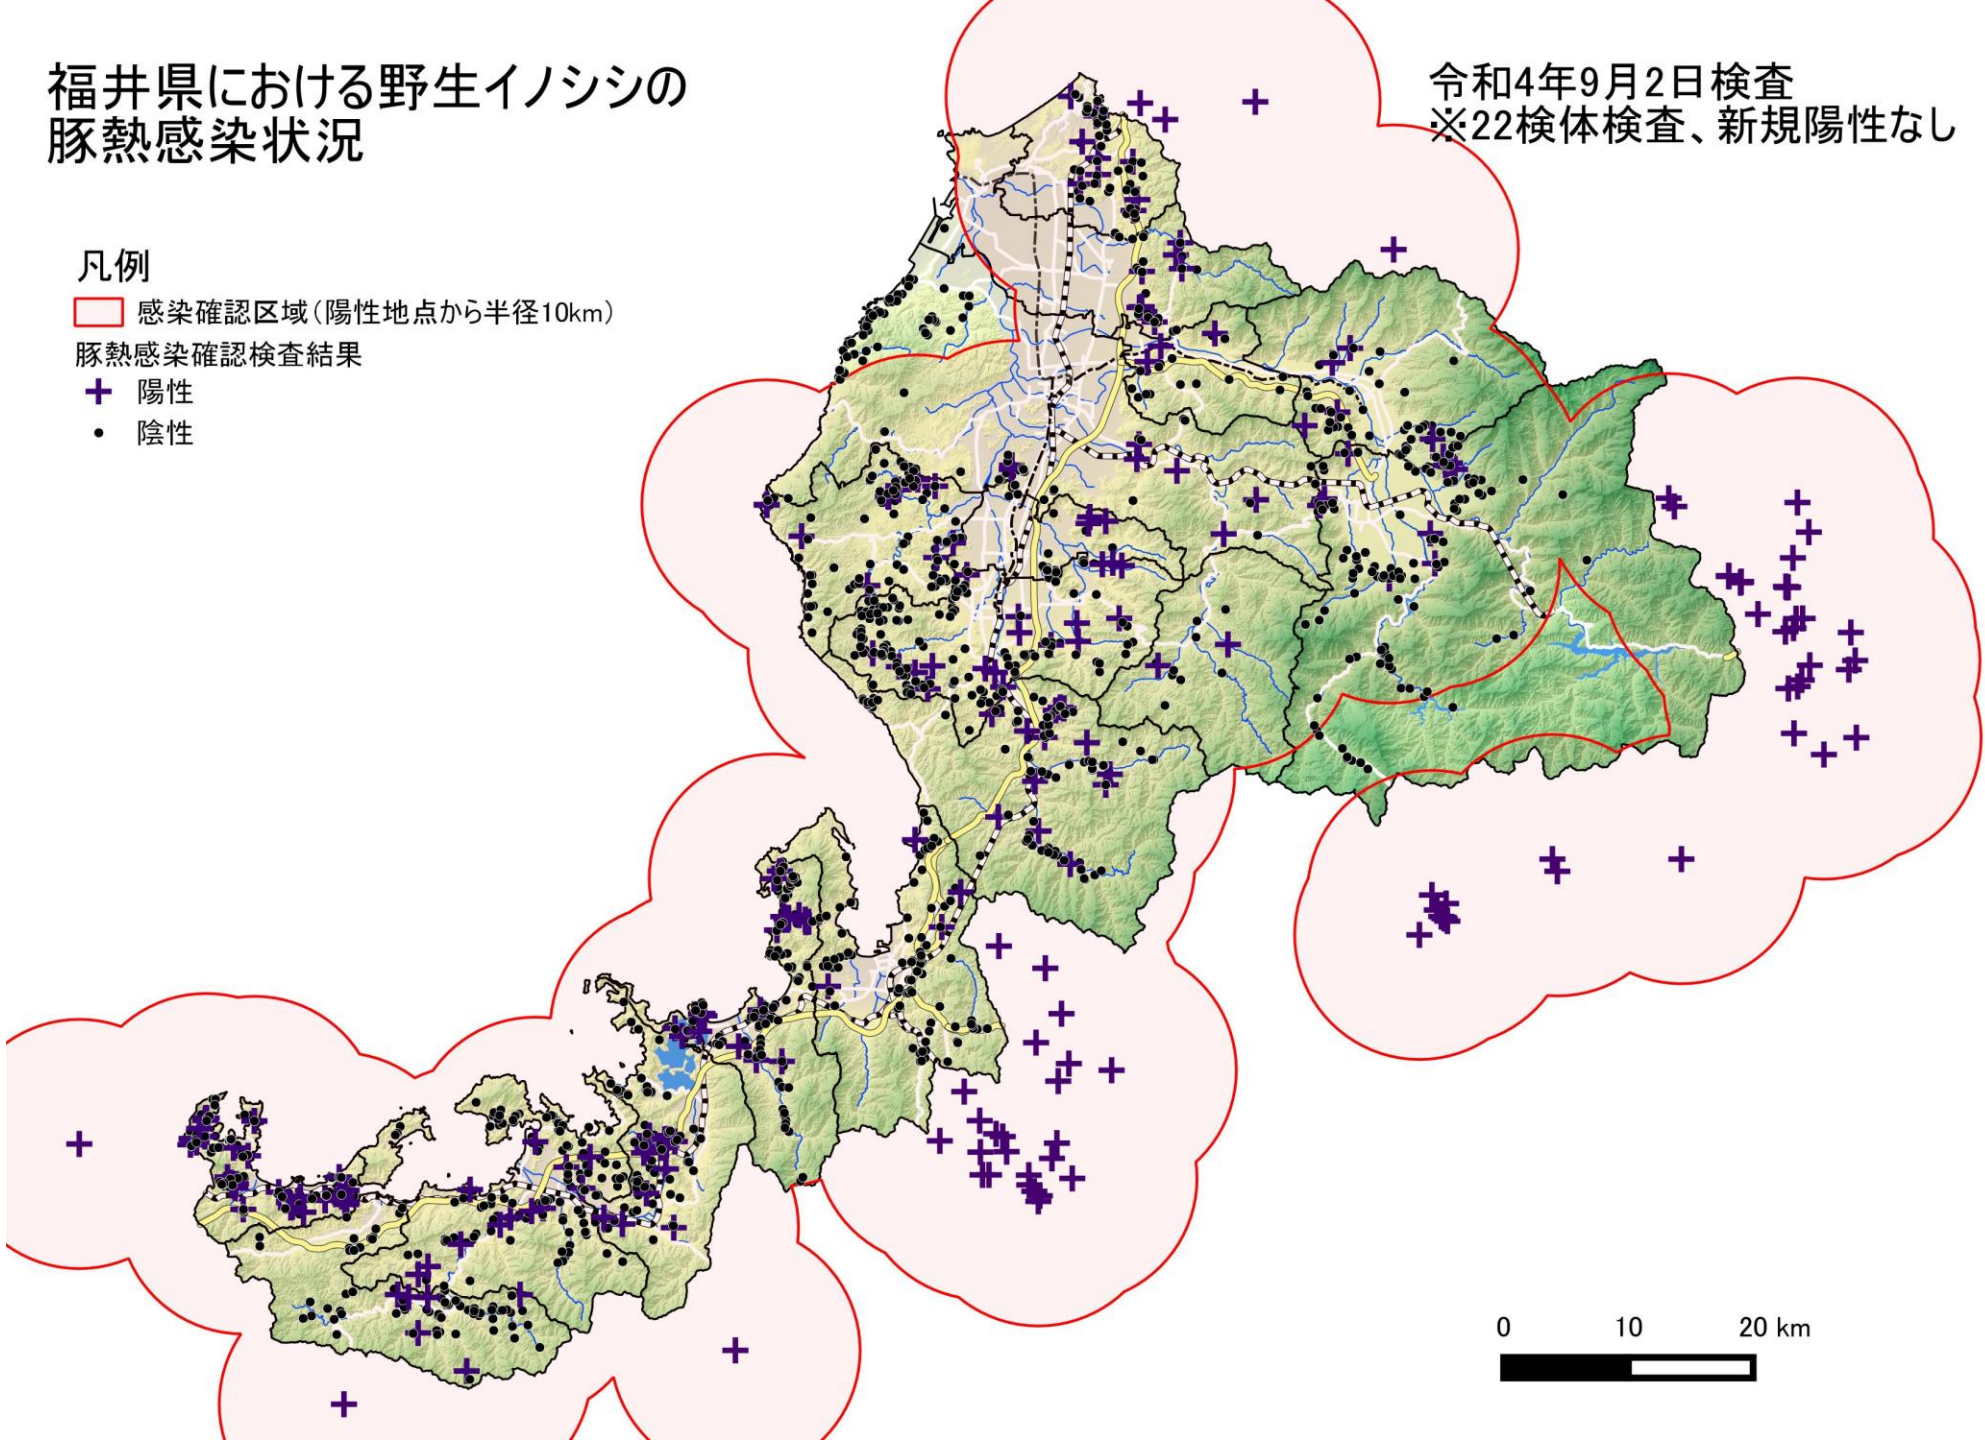 福井県における野生イノシシの
豚熱感染状況
令和4年9月2日検査
※22検体検査、新規陽性なし
凡例
感染確認区域(陽性地点から半径10km)
豚熱感染確認検査結果
陽性
陰性
0 10 20 km